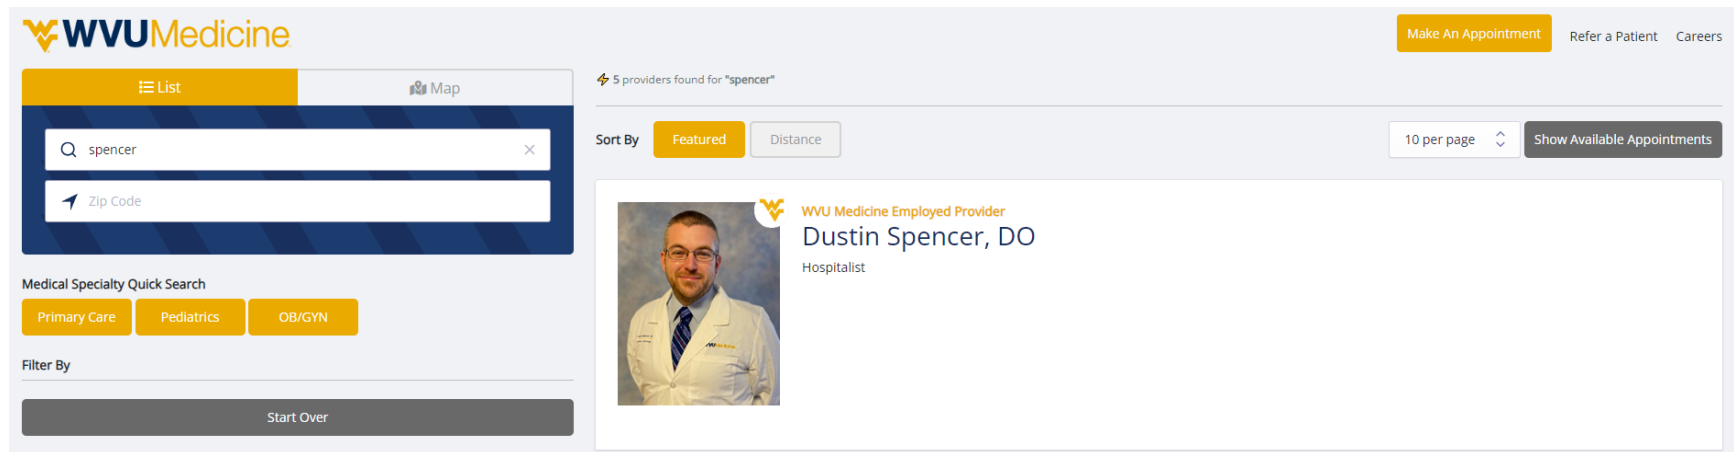 WVUMedicine
Make An Appointment
Refer a Patient
Careers
List
Map
spencer
Zip Code
Medical Specialty Quick Search
Primary Care
Pediatrics
OB/GYN
Filter By
Start Over
5 providers found for "spencer"
Sort By
Featured
Distance
10 per page
Show Available Appointments
WVU Medicine Employed Provider
Dustin Spencer, DO
Hospitalist